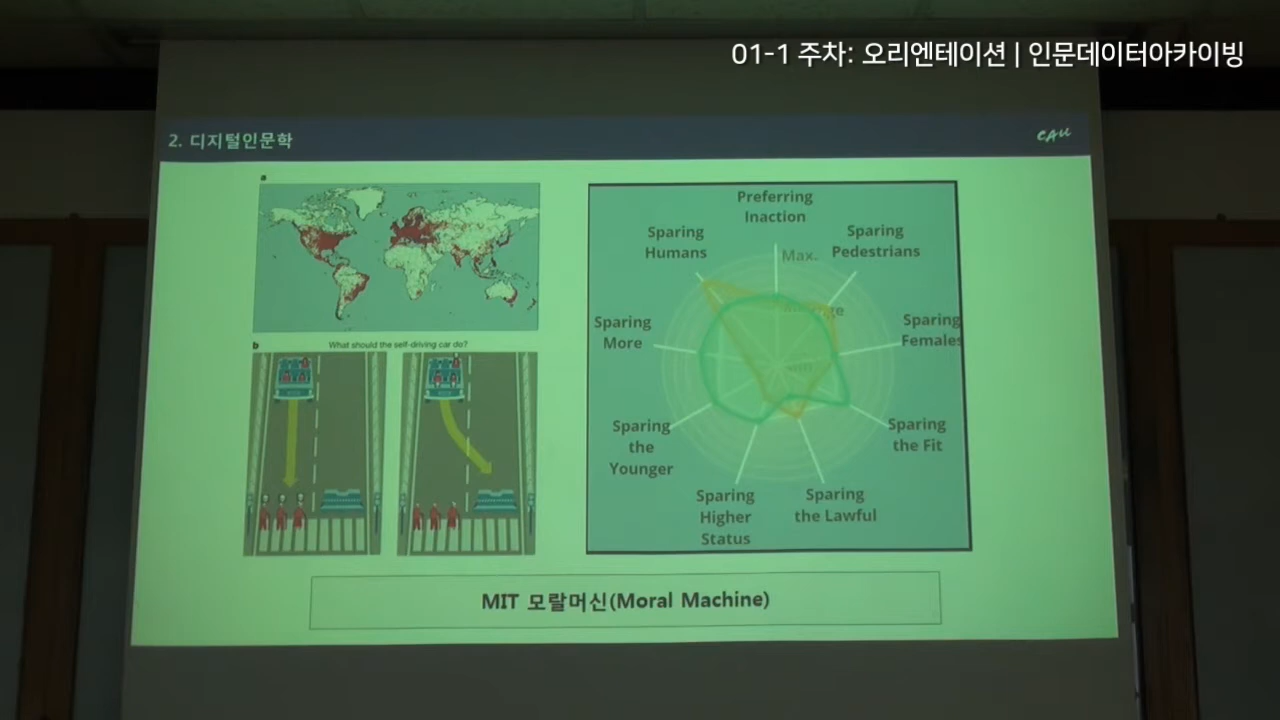 01-1 주차: 오리엔테이션 | 인문데이터아카이빙
2. 디지털인문학
CAU
a
b
What should the self-driving car do?
Preferring
Inaction
Sparing
Humans
Max.
Sparing
Pedestrians
Sparing
More
Sparing
Females
Sparing
the
Younger
Sparing
the Fit
Sparing
Higher
Status
Sparing
the Lawful
MIT 모랄머신(Moral Machine)